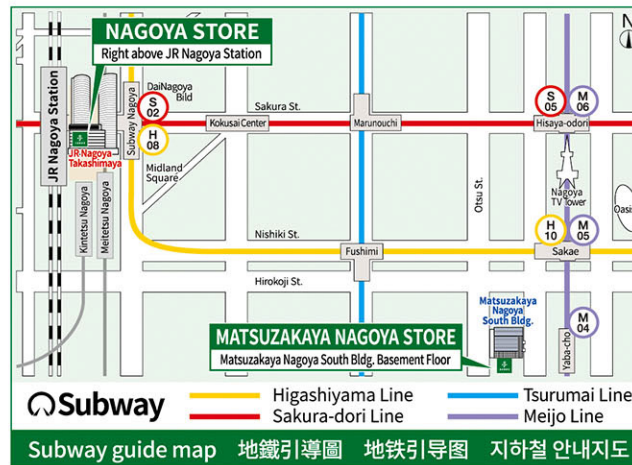 NAGOYA STORE
Right above JR Nagoya Station
N
JR Nagoya Station
DaiNagoya
Bild
Subway Nagoya
S
02
H
08
Sakura St.
Kokusai Center
Marunouchi
S
05
M
06
Hisaya-odori
JR Nagoya
Takashimaya
Midland
Square
Kintetsu Nagoya
Meitetsu Nagoya
Otsu St.
Nagoya
TV Tower
Oasis
H
10
M
05
Nishiki St.
Fushimi
Sakae
Hirokoji St.
Matsuzakaya
Nagoya
South Bldg.
M
04
Yaba-cho
MATSUZAKAYA NAGOYA STORE
Matsuzakaya Nagoya South Bldg. Basement Floor
Subway
Higashiyama Line
Tsurumai Line
Sakura-dori Line
Meijo Line
Subway guide map 地鐵引導圖 地铁引导图 지하철 안내지도